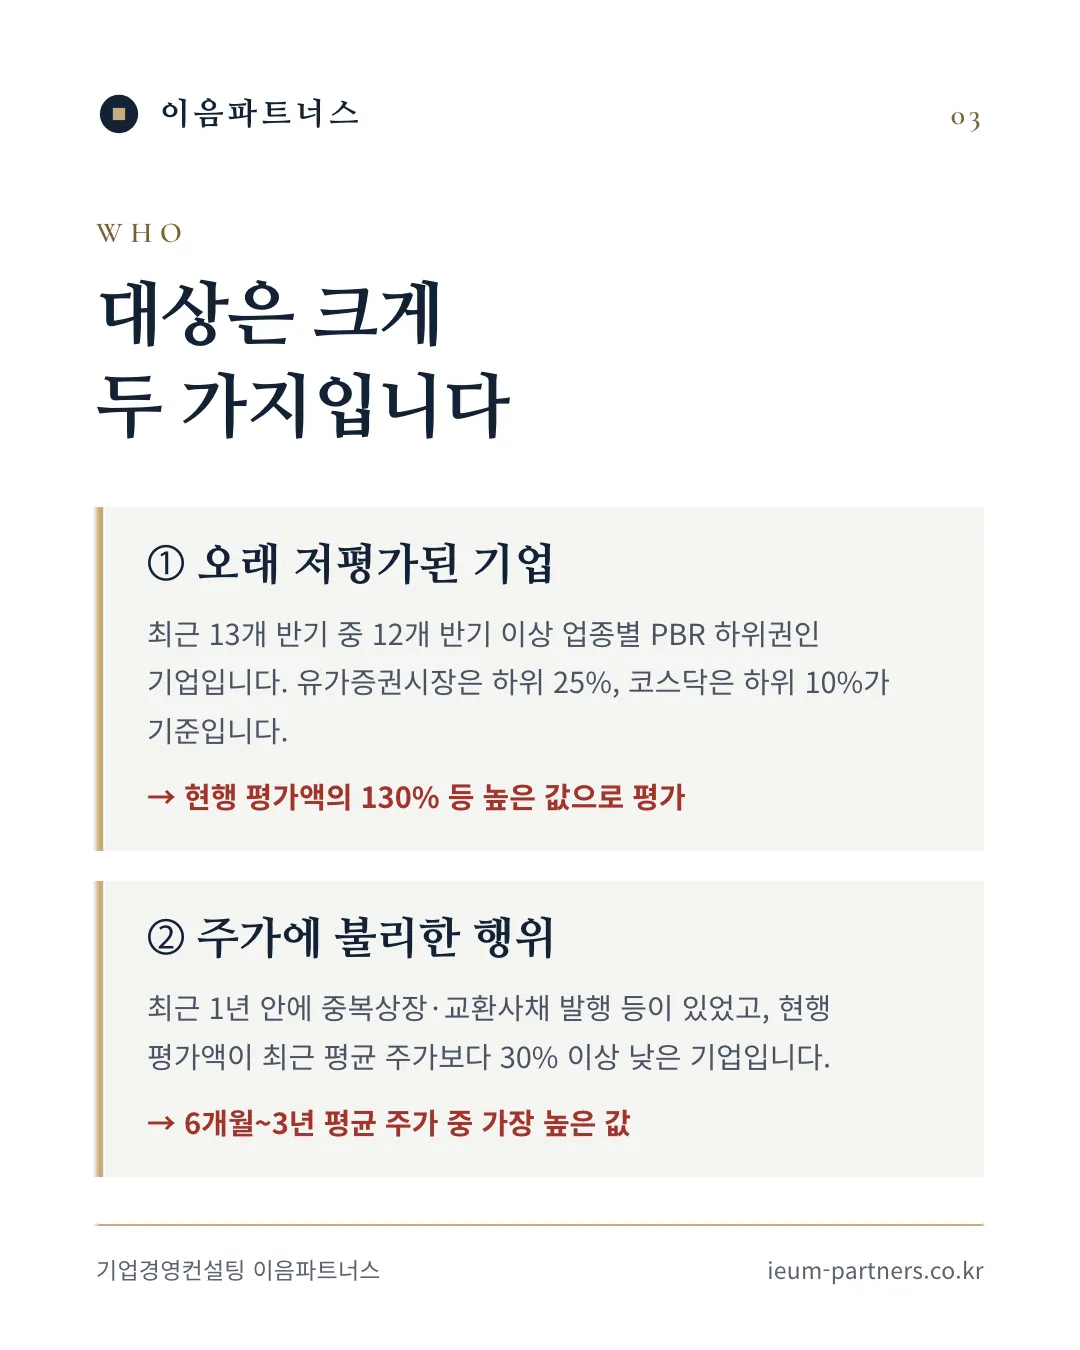 이음파트너스
03
WHO
대상은 크게
두 가지입니다
① 오래 저평가된 기업
최근 13개 반기 중 12개 반기 이상 업종별 PBR 하위권인
기업입니다. 유가증권시장은 하위 25%, 코스닥은 하위 10%가
기준입니다.
→ 현행 평가액의 130% 등 높은 값으로 평가
② 주가에 불리한 행위
최근 1년 안에 중복상장·교환사채 발행 등이 있었고, 현행
평가액이 최근 평균 주가보다 30% 이상 낮은 기업입니다.
→ 6개월~3년 평균 주가 중 가장 높은 값
기업경영컨설팅 이음파트너스
ieum-partners.co.kr